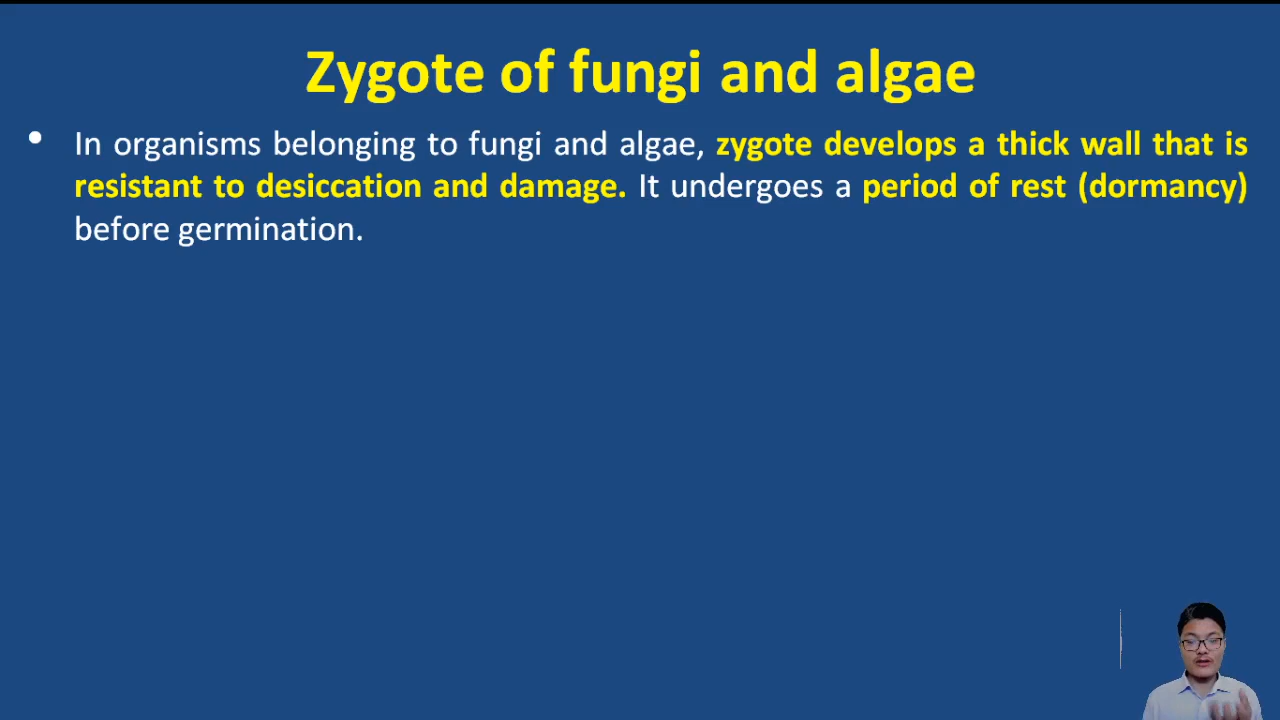 Zygote of fungi and algae
• In organisms belonging to fungi and algae, zygote develops a thick wall that is
resistant to desiccation and damage. It undergoes a period of rest (dormancy)
before germination.